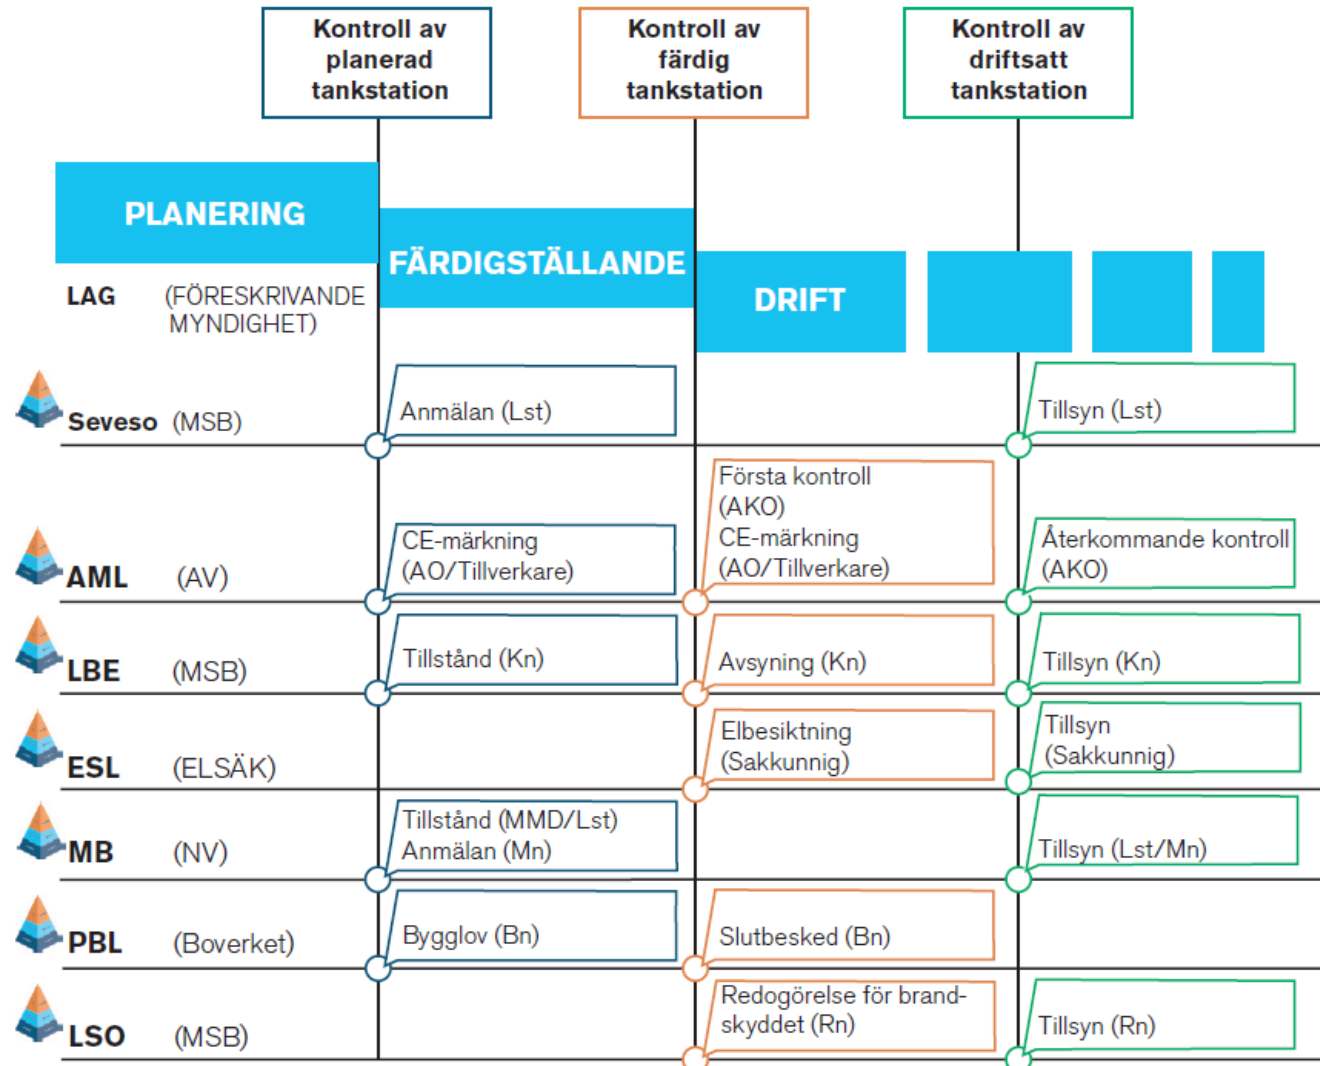 Kontroll av
planerad
tankstation
Kontroll av
färdig
tankstation
Kontroll av
driftsatt
tankstation
PLANERING
FÄRDIGSTÄLLANDE
DRIFT
LAG (FÖRESKRIVANDE
MYNDIGHET)
Seveso (MSB)
Anmälan (Lst)
Tillsyn (Lst)
AML (AV)
CE-märkning
(AO/Tillverkare)
Första kontroll
(AKO)
CE-märkning
(AO/Tillverkare)
Återkommande kontroll
(AKO)
LBE (MSB)
Tillstånd (Kn)
Avsyning (Kn)
Tillsyn (Kn)
ESL (ELSÄK)
Elbesiktning
(Sakkunnig)
Tillsyn
(Sakkunnig)
MB (NV)
Tillstånd (MMD/Lst)
Anmälan (Mn)
Tillsyn (Lst/Mn)
PBL (Boverket)
Bygglov (Bn)
Slutbesked (Bn)
LSO (MSB)
Redogörelse för brand-
skyddet (Rn)
Tillsyn (Rn)